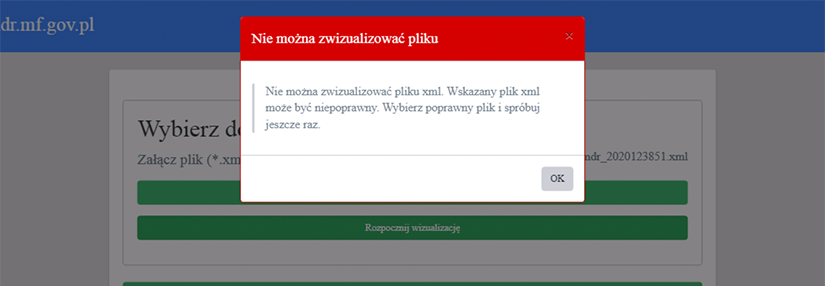 dr.mf.gov.pl
Nie można zwizualizować pliku
×
Nie można zwizualizować pliku xml. Wskazany plik xml
może być niepoprawny. Wybierz poprawny plik i spróbuj
jeszcze raz.
OK
Wybierz
Załącz plik (*.xm
mdr_2020123851.xml
Rozpocznij wizualizację